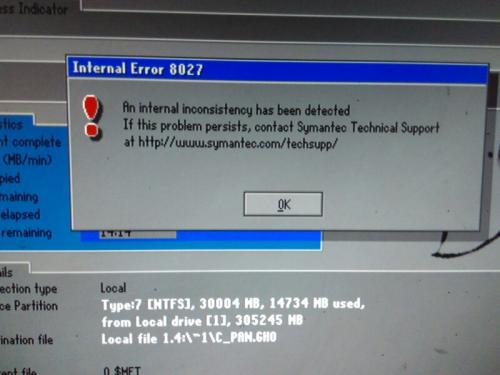 ess Indicator
Internal Error 8027
An internal inconsistency has been detected
If this problem persists, contact Symantec Technical Support
at http://www.symantec.com/techsupp/
OK
stics
nt complete
(MB/min)
pied
maining
elapsed
remaining 14:14
ils
ection type Local
ce Partition Type:7 [NTFS], 30004 MB, 14734 MB used,
from Local drive [1], 305245 MB
ination file Local file 1.4:\~1\C_PAN.GHO
ent file 0 $MFT